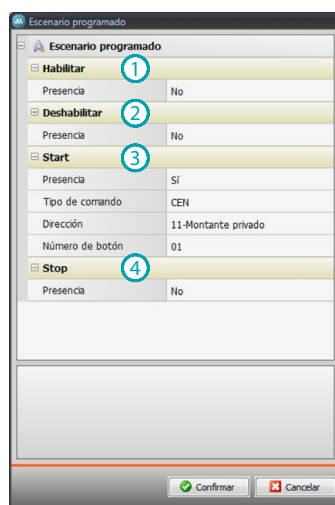 Escenario programado
Escenario programado
Habilitar 1
Presencia No
Deshabilitar 2
Presencia No
Start 3
Presencia Sí
Tipo de comando CEN
Dirección 11-Montante privado
Número de botón 01
Stop 4
Presencia No
Confirmar Cancelar